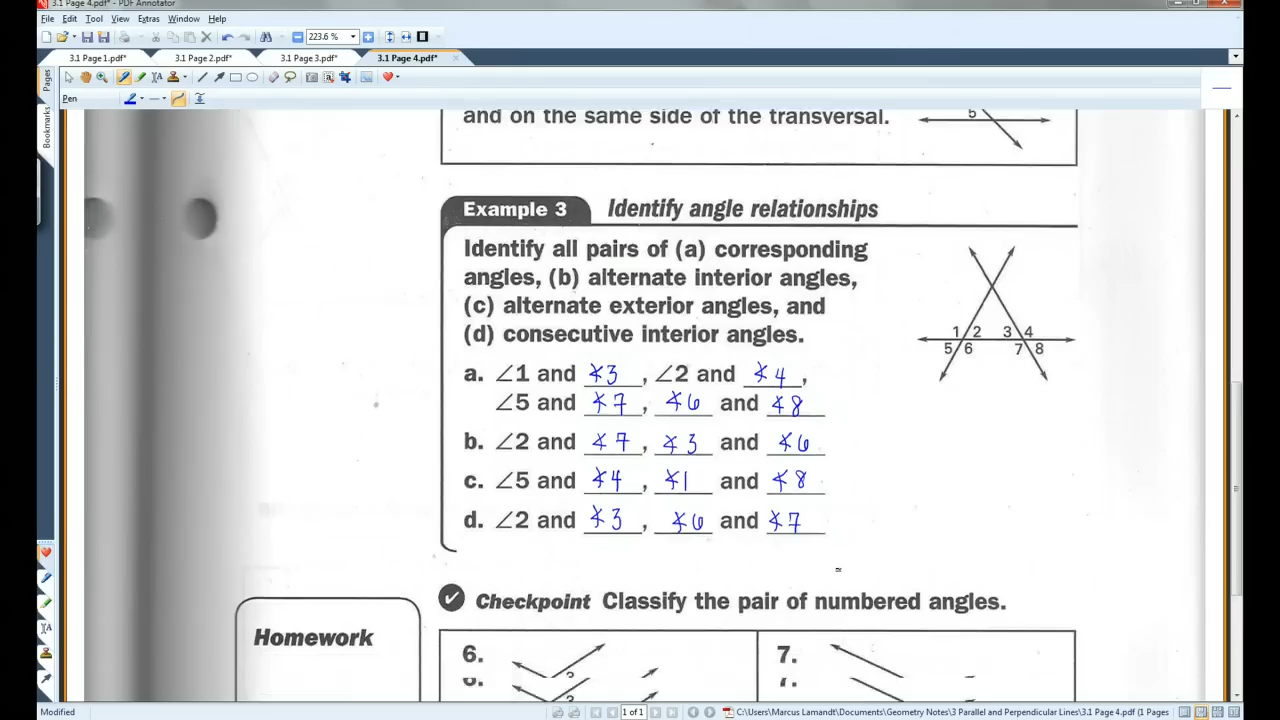 3.1 Page 4.pdf* - PDF Annotator
File Edit Tool View Extras Window Help
223.6 %
3.1 Page 1.pdf* 3.1 Page 2.pdf* 3.1 Page 3.pdf* 3.1 Page 4.pdf*
Pen
Pages
Bookmarks
and on the same side of the transversal.
5
Example 3 Identify angle relationships
Identify all pairs of (a) corresponding
angles, (b) alternate interior angles,
(c) alternate exterior angles, and
(d) consecutive interior angles.
1 2 3 4
5 6 7 8
a. ∠1 and ∡3, ∠2 and ∡4,
∠5 and ∡7, ∡6 and ∡8
b. ∠2 and ∡7, ∡3 and ∡6
c. ∠5 and ∡4, ∡1 and ∡8
d. ∠2 and ∡3, ∡6 and ∡7
✓ Checkpoint Classify the pair of numbered angles.
Homework
6.
7.
Modified
1 of 1
C:\Users\Marcus Lamandt\Documents\Geometry Notes\3 Parallel and Perpendicular Lines\3.1 Page 4.pdf (1 Pages